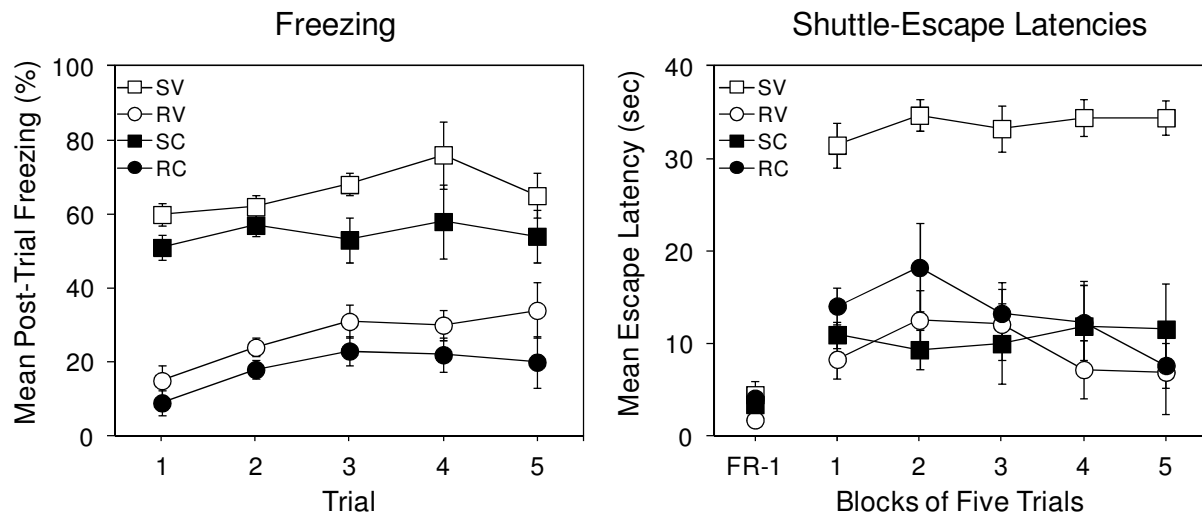 Freezing
Mean Post-Trial Freezing (%)
100
80
60
40
20
0
SV
RV
SC
RC
1 2 3 4 5
Trial
Shuttle-Escape Latencies
Mean Escape Latency (sec)
40
30
20
10
0
SV
RV
SC
RC
FR-1 1 2 3 4 5
Blocks of Five Trials